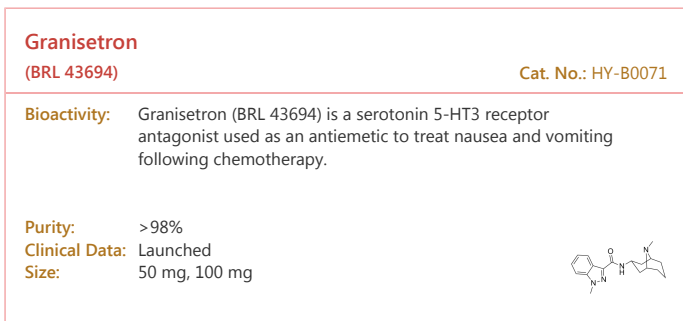 Granisetron
(BRL 43694) Cat. No.: HY-B0071
Bioactivity: Granisetron (BRL 43694) is a serotonin 5-HT3 receptor
antagonist used as an antiemetic to treat nausea and vomiting
following chemotherapy.
Purity: >98%
Clinical Data: Launched
Size: 50 mg, 100 mg
O
N
N
H
N
N